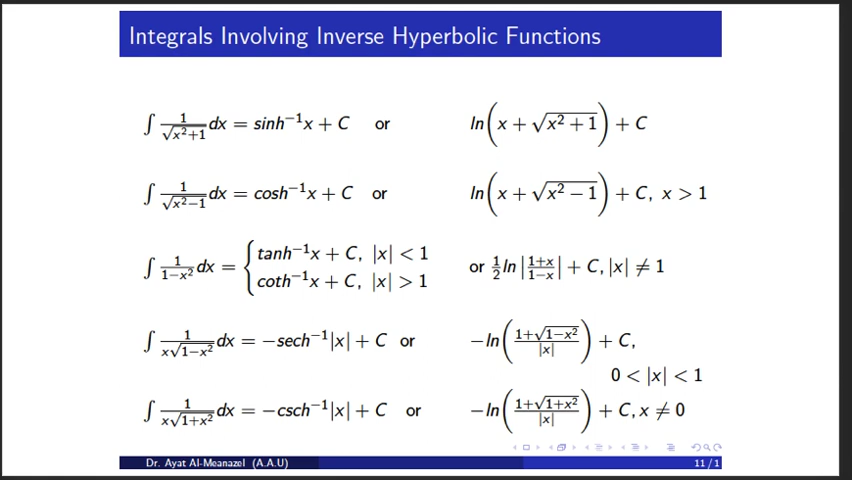 Integrals Involving Inverse Hyperbolic Functions
∫ 1/√(x²+1) dx = sinh⁻¹x + C or ln(x + √(x² + 1)) + C
∫ 1/√(x²−1) dx = cosh⁻¹x + C or ln(x + √(x² − 1)) + C, x > 1
∫ 1/(1−x²) dx = { tanh⁻¹x + C, |x| < 1
coth⁻¹x + C, |x| > 1 or ½ ln|(1+x)/(1−x)| + C, |x| ≠ 1
∫ 1/(x√(1−x²)) dx = −sech⁻¹|x| + C or −ln((1+√(1−x²))/|x|) + C,
0 < |x| < 1
∫ 1/(x√(1+x²)) dx = −csch⁻¹|x| + C or −ln((1+√(1+x²))/|x|) + C, x ≠ 0
Dr. Ayat Al-Meanazel (A.A.U) 11/1